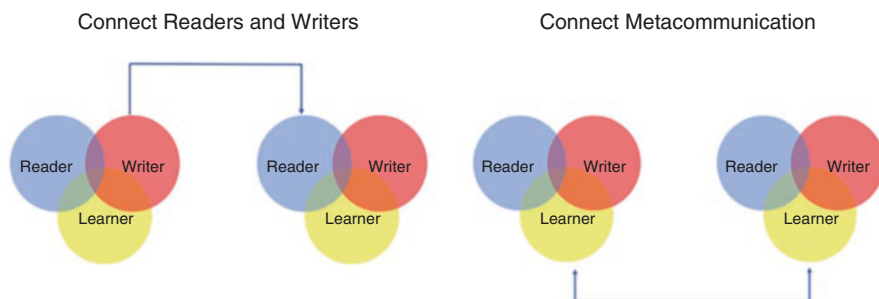 Connect Readers and Writers
Connect Metacommunication
Reader Writer
Learner
Reader Writer
Learner
Reader Writer
Learner
Reader Writer
Learner